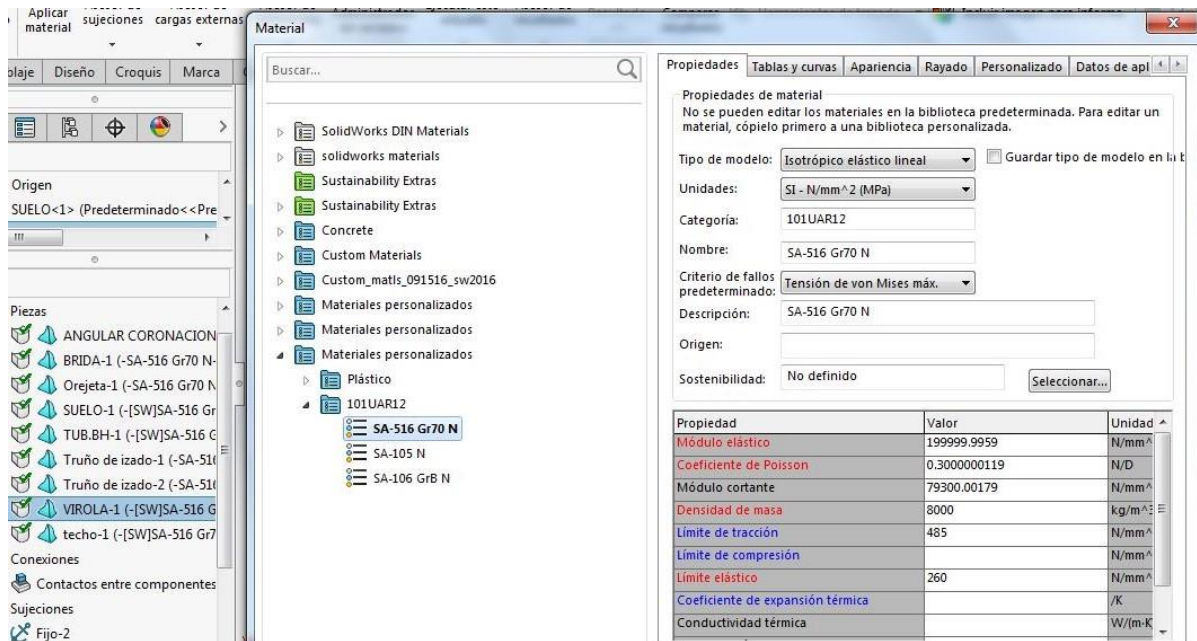 Aplicar
material
sujeciones
cargas externas
Diseño
Croquis
Marca
Origen
SUELO<1> (Predeterminado<<Pre
Piezas
ANGULAR CORONACION
BRIDA-1 (-SA-516 Gr70 N-
Orejeta-1 (-SA-516 Gr70 N
SUELO-1 (-[SW]SA-516 Gr
TUB.BH-1 (-[SW]SA-516 G
Truño de izado-1 (-SA-516
Truño de izado-2 (-SA-516
VIROLA-1 (-[SW]SA-516 G
techo-1 (-[SW]SA-516 Gr7
Conexiones
Contactos entre componentes
Sujeciones
Fijo-2
Material
Buscar...
SolidWorks DIN Materials
solidworks materials
Sustainability Extras
Sustainability Extras
Concrete
Custom Materials
Custom_matls_091516_sw2016
Materiales personalizados
Materiales personalizados
Materiales personalizados
Plástico
101UAR12
SA-516 Gr70 N
SA-105 N
SA-106 GrB N
Propiedades Tablas y curvas Apariencia Rayado Personalizado Datos de apl
Propiedades de material
No se pueden editar los materiales en la biblioteca predeterminada. Para editar un
material, cópielo primero a una biblioteca personalizada.
Tipo de modelo: Isotrópico elástico lineal Guardar tipo de modelo en la b
Unidades: SI - N/mm^2 (MPa)
Categoría: 101UAR12
Nombre: SA-516 Gr70 N
Criterio de fallos
predeterminado: Tensión de von Mises máx.
Descripción: SA-516 Gr70 N
Origen:
Sostenibilidad: No definido Seleccionar...
Propiedad Valor Unidad
Módulo elástico 199999.9959 N/mm^
Coeficiente de Poisson 0.3000000119 N/D
Módulo cortante 79300.00179 N/mm^
Densidad de masa 8000 kg/m^3
Límite de tracción 485 N/mm^
Límite de compresión N/mm^
Límite elástico 260 N/mm^
Coeficiente de expansión térmica /K
Conductividad térmica W/(m·K